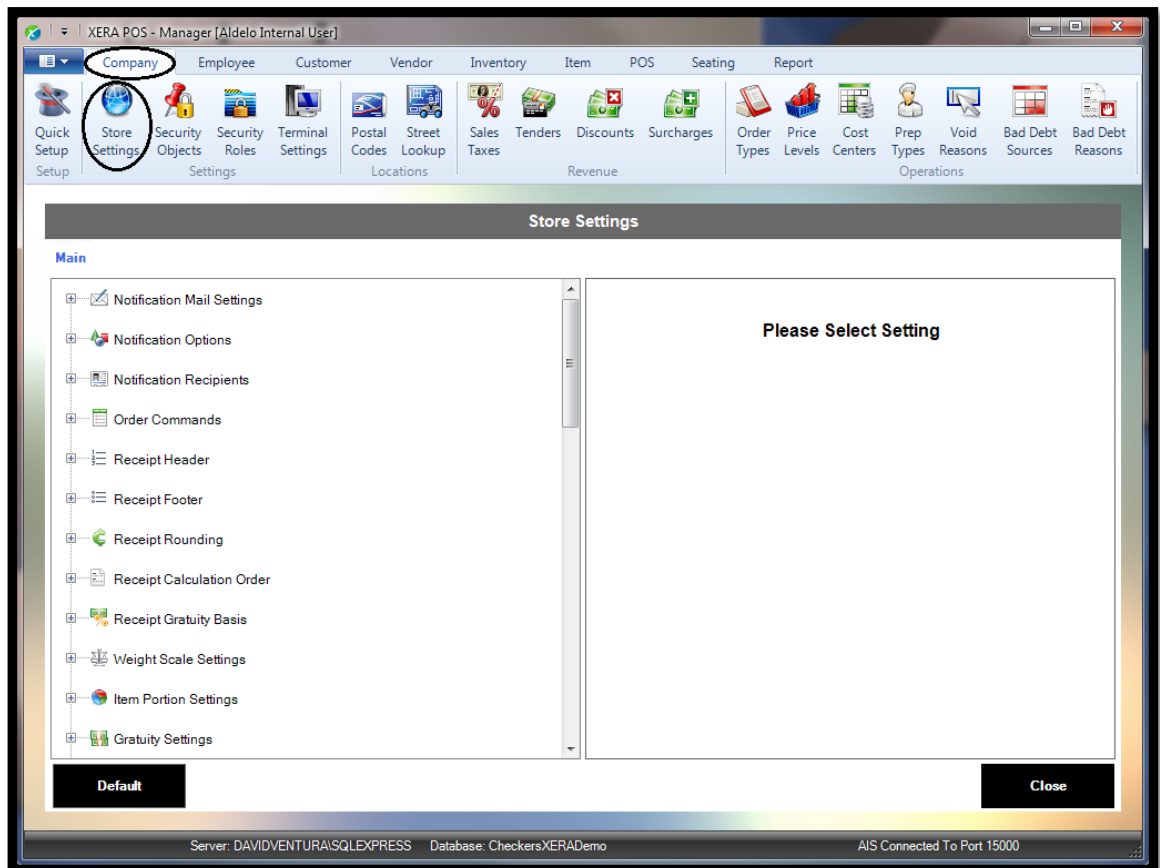 XERA POS - Manager [Aldelo Internal User]
Company Employee Customer Vendor Inventory Item POS Seating Report
Quick Setup
Store Settings
Security Objects
Security Roles
Terminal Settings
Postal Codes
Street Lookup
Sales Taxes
Tenders
Discounts
Surcharges
Order Types
Price Levels
Cost Centers
Prep Types
Void Reasons
Bad Debt Sources
Bad Debt Reasons
Setup Settings Locations Revenue Operations
Store Settings
Main
Notification Mail Settings
Notification Options
Notification Recipients
Order Commands
Receipt Header
Receipt Footer
Receipt Rounding
Receipt Calculation Order
Receipt Gratuity Basis
Weight Scale Settings
Item Portion Settings
Gratuity Settings
Please Select Setting
Default
Close
Server: DAVIDVENTURA\SQLEXPRESS Database: CheckersXERADemo AIS Connected To Port 15000